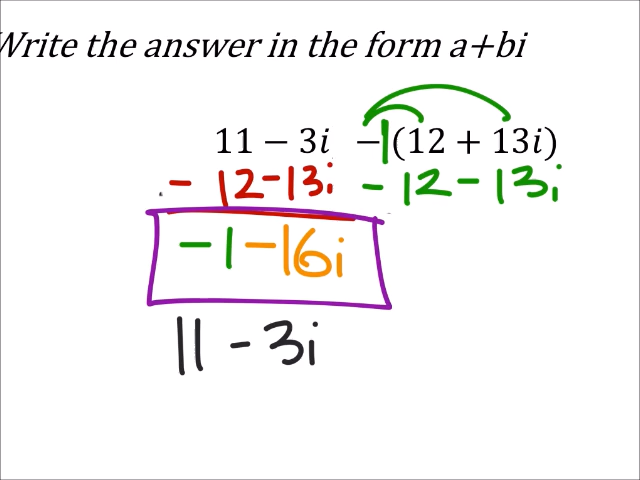 Write the answer in the form a+bi
11 − 3i −1(12 + 13i)
− 12 − 13i − 12 − 13i
− 1 − 16i
11 − 3i